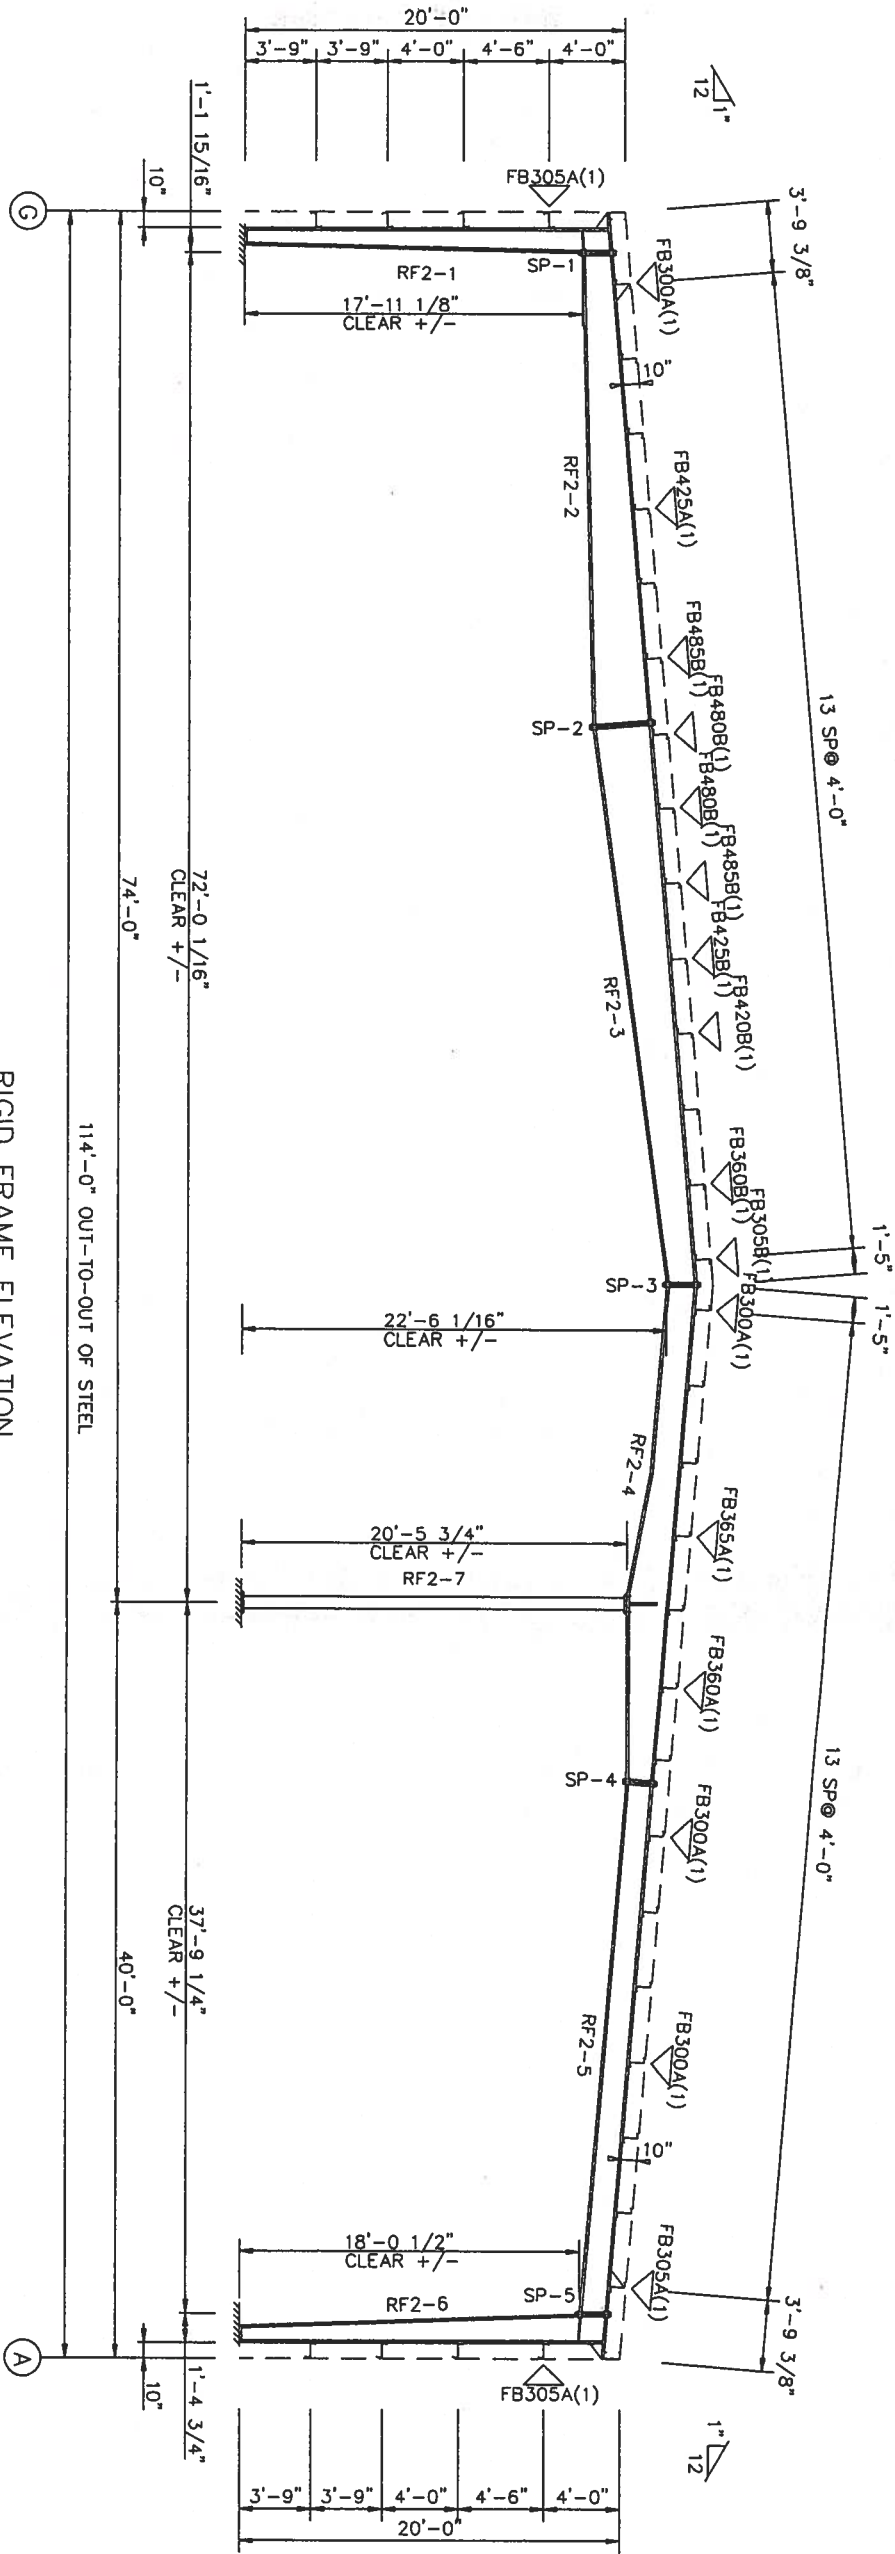 20'-0"
3'-9"
3'-9"
4'-0"
4'-6"
4'-0"
12
1"
1'-1 15/16"
10"
FB305A(1)
3'-9 3/8"
G
RF2-1
SP-1
FB300A(1)
17'-11 1/8"
CLEAR +/-
10"
RF2-2
FB425A(1)
FB485B(1)
SP-2
FB480B(1)
13 SP@ 4'-0"
FB480B(1)
72'-0 1/16"
CLEAR +/-
74'-0"
FB485B(1)
FB425B(1)
RF2-3
FB420B(1)
114'-0" OUT-TO-OUT OF STEEL
RIGID FRAME ELEVATION
FB360B(1)
FB305B(1)
1'-5"
SP-3
FB300A(1)
1'-5"
22'-6 1/16"
CLEAR +/-
RF2-4
FB365A(1)
20'-5 3/4"
CLEAR +/-
RF2-7
FB360A(1)
SP-4
FB300A(1)
13 SP@ 4'-0"
37'-9 1/4"
CLEAR +/-
40'-0"
RF2-5
FB300A(1)
10"
18'-0 1/2"
CLEAR +/-
FB305A(1)
RF2-6
SP-5
3'-9 3/8"
A
1'-4 3/4"
10"
FB305A(1)
1"
12
3'-9"
3'-9"
4'-0"
4'-6"
4'-0"
20'-0"